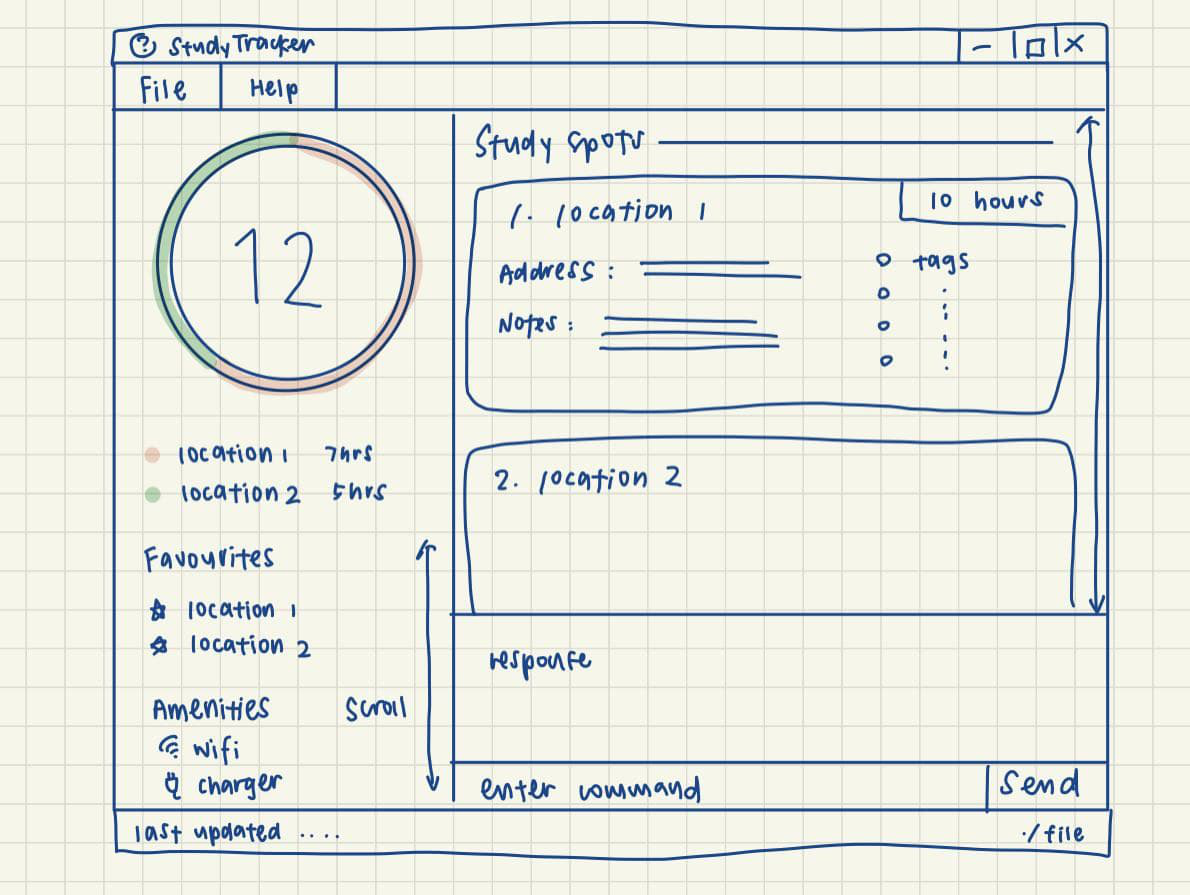 ? StudyTracker
File Help
12
location 1 7hrs
location 2 5hrs
Favourites
location 1
location 2
Amenities
wifi
charger
Scroll
Study spots
1. location 1
10 hours
Address :
Notes :
tags
2. location 2
response
enter command
Send
last updated ....
./file